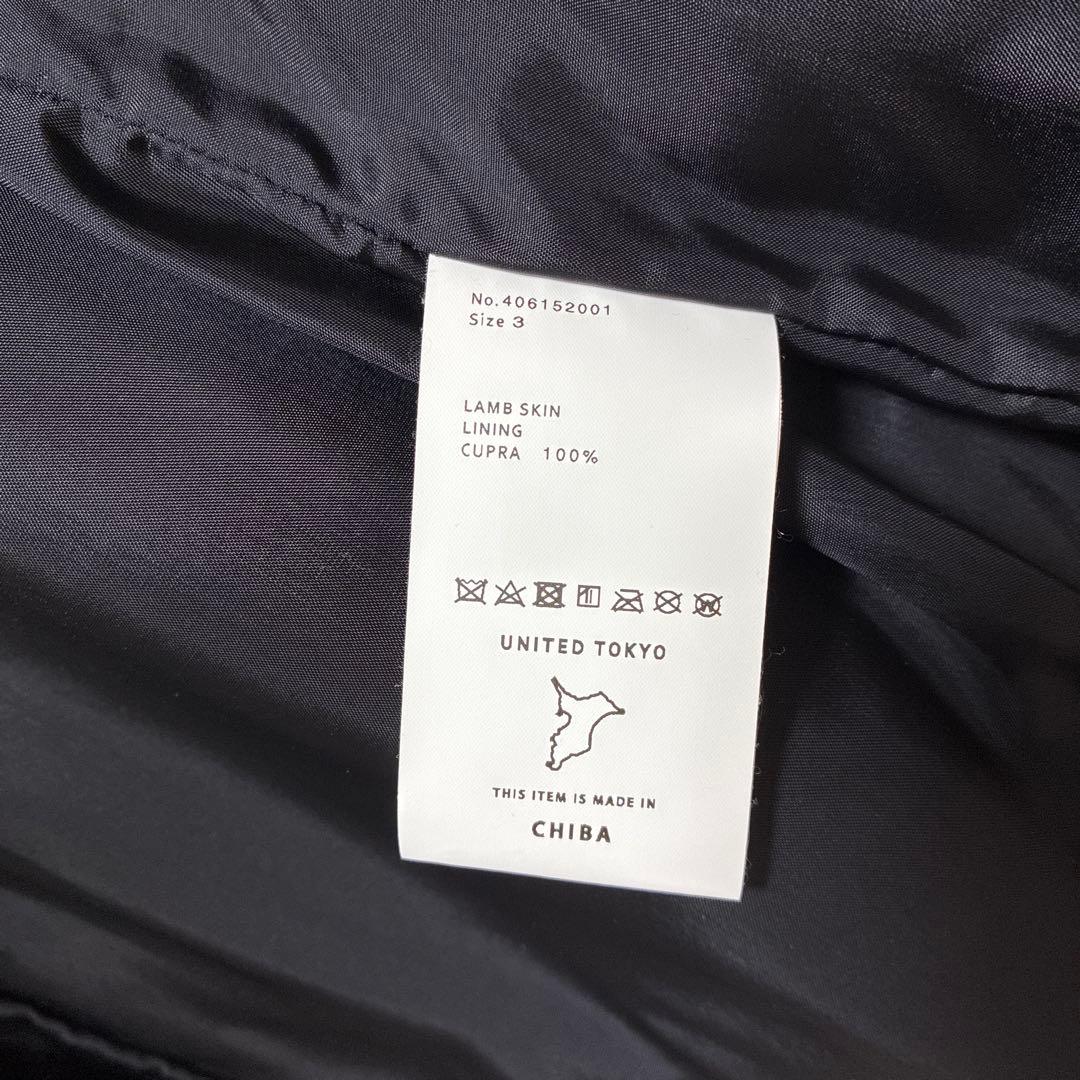 No.406152001
Size 3
LAMB SKIN
LINING
CUPRA 100%
UNITED TOKYO
THIS ITEM IS MADE IN
CHIBA